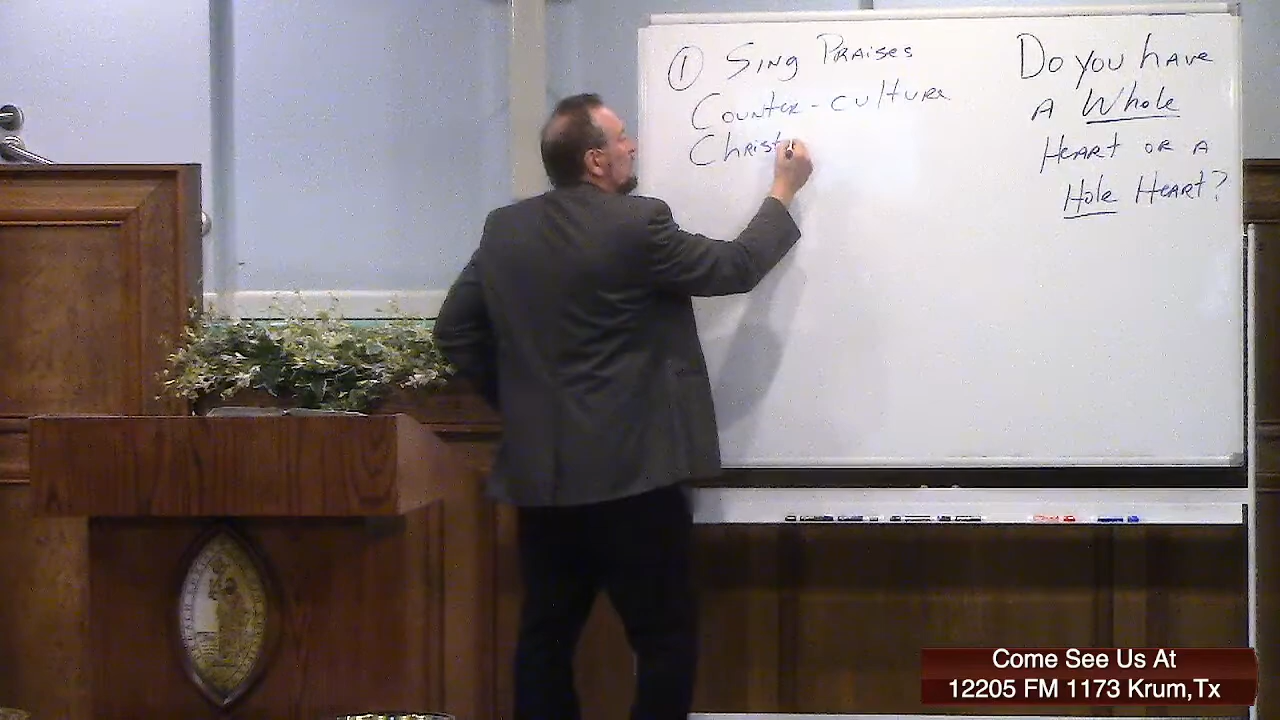 ① Sing Praises
Counter-culture
Christ
Do you have
a Whole
Heart or a
Hole Heart?
Come See Us At
12205 FM 1173 Krum,Tx